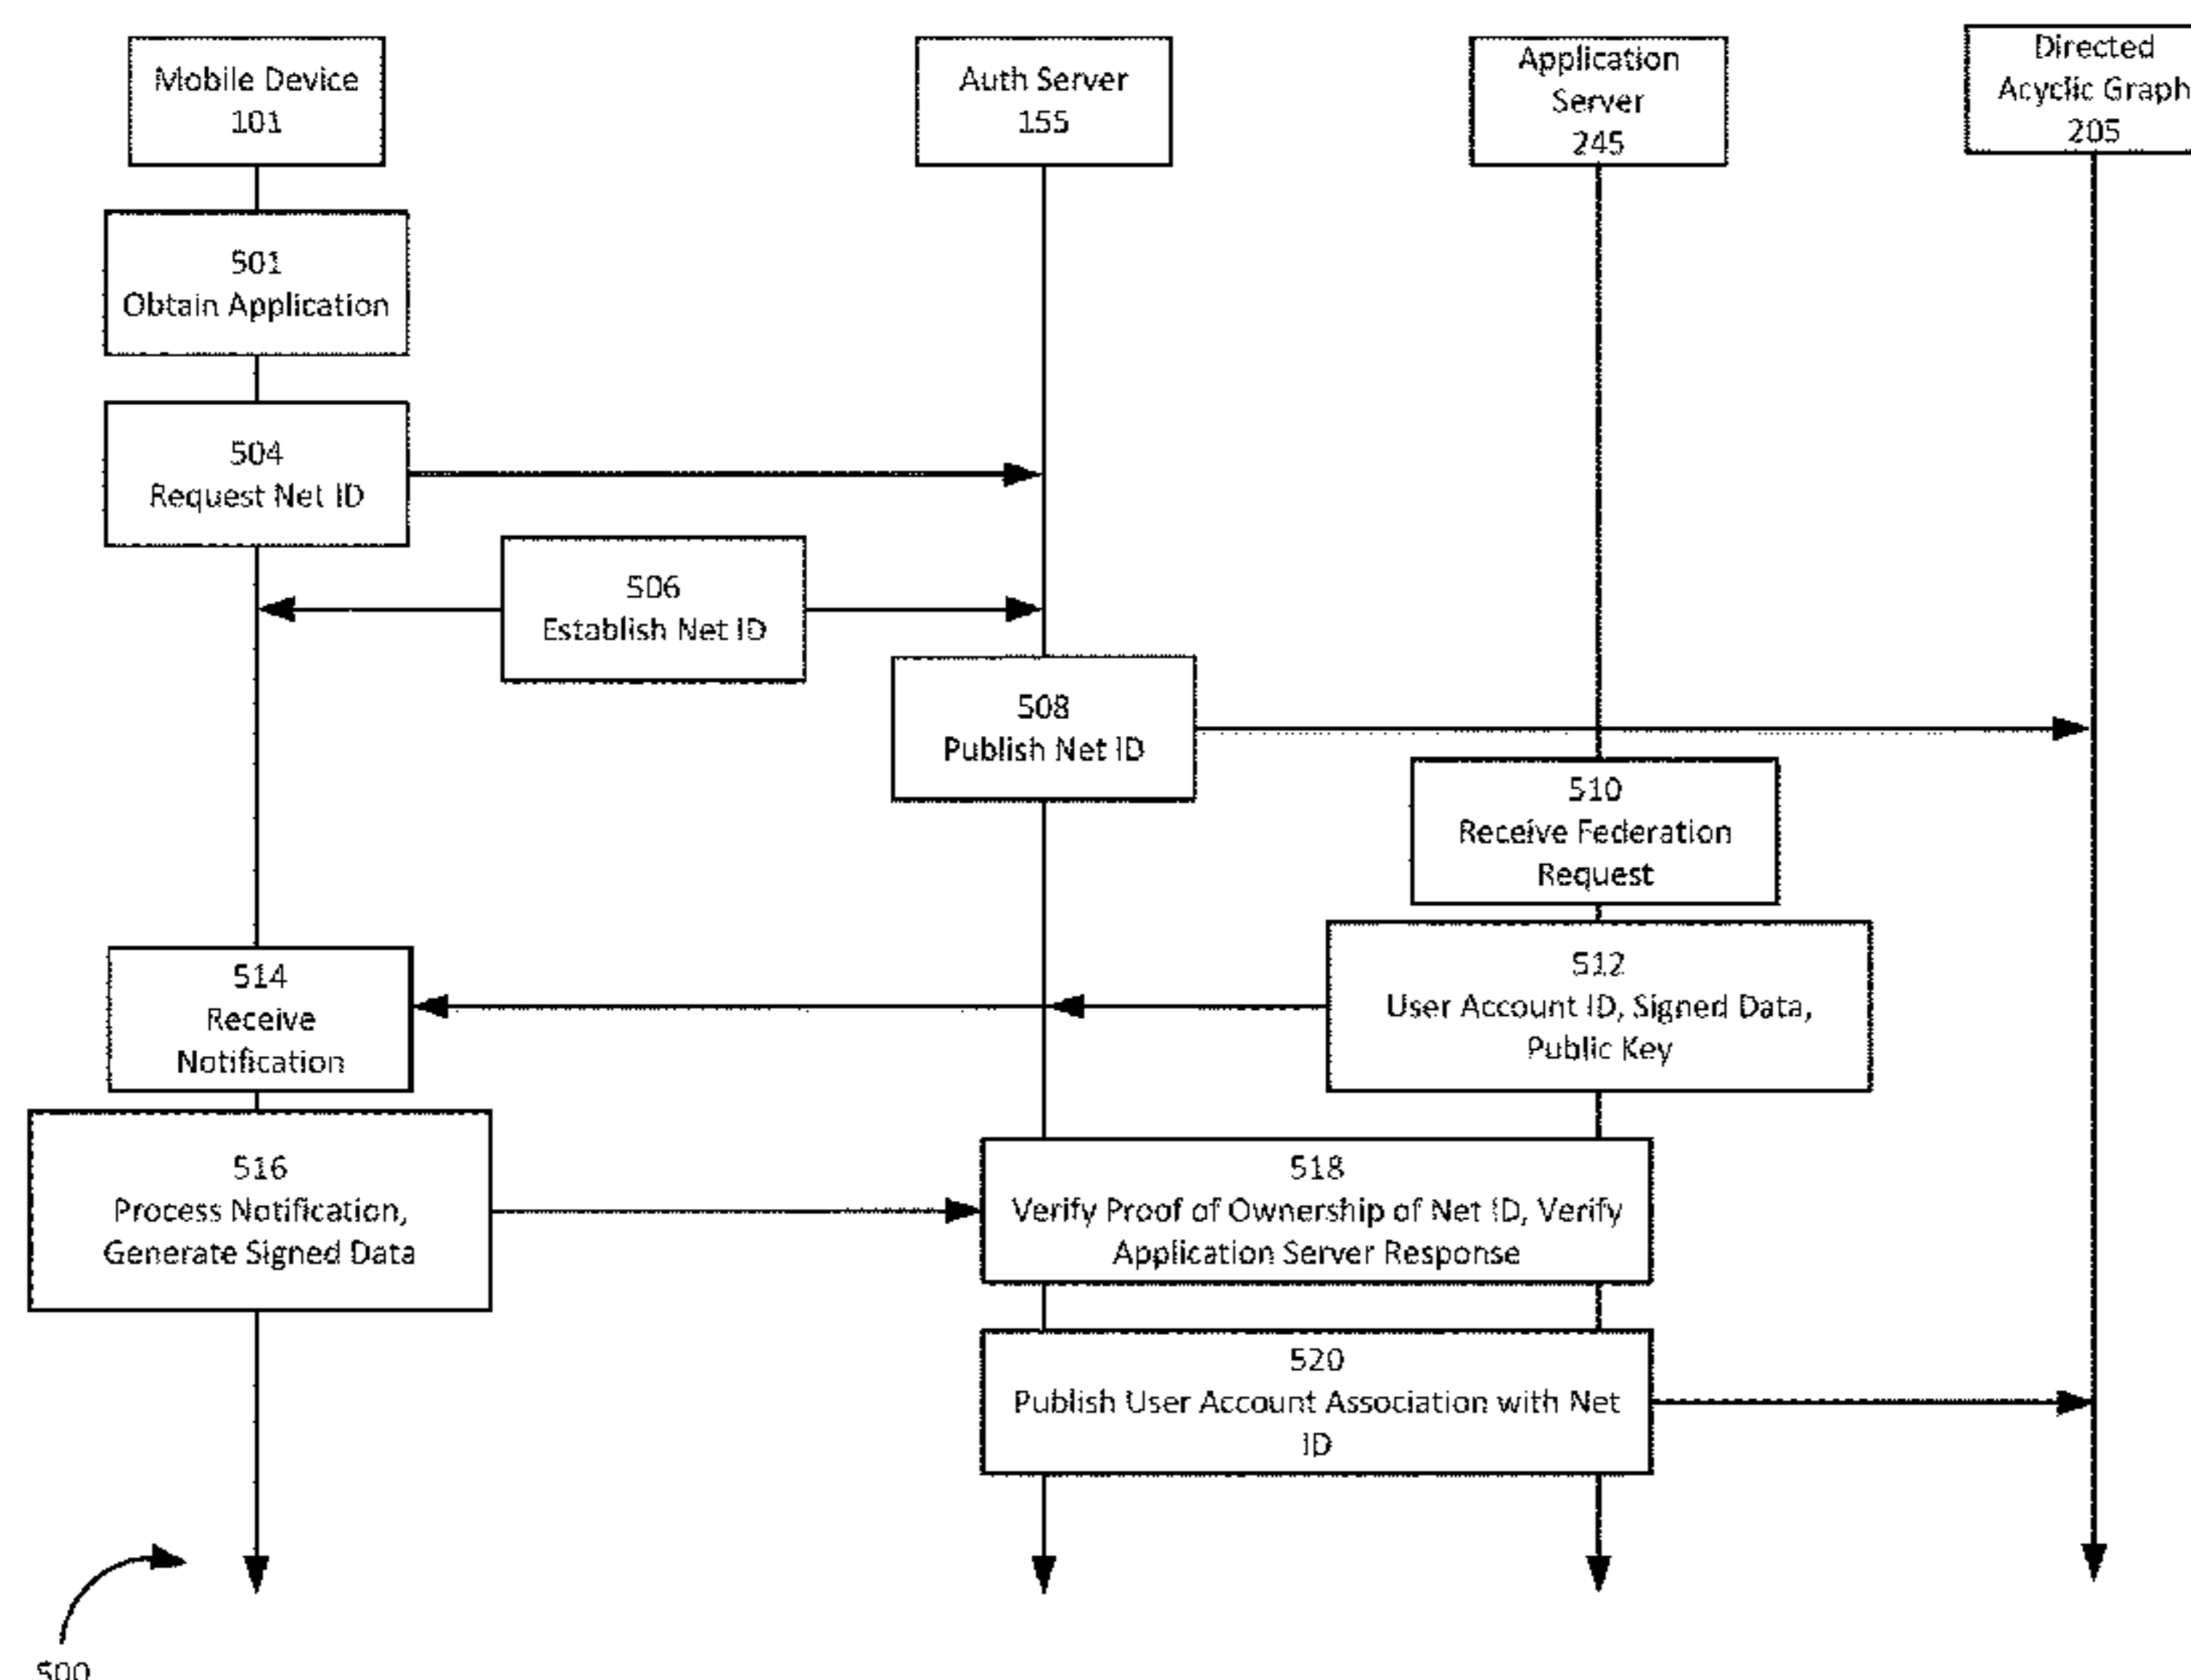 Mobile Device
101
Auth Server
155
Application
Server
245
Directed
Acyclic Graph
205
501
Obtain Application
504
Request Net ID
506
Establish Net ID
508
Publish Net ID
510
Receive Federation
Request
512
User Account ID, Signed Data,
Public Key
514
Receive
Notification
516
Process Notification,
Generate Signed Data
518
Verify Proof of Ownership of Net ID, Verify
Application Server Response
520
Publish User Account Association with Net
ID
500